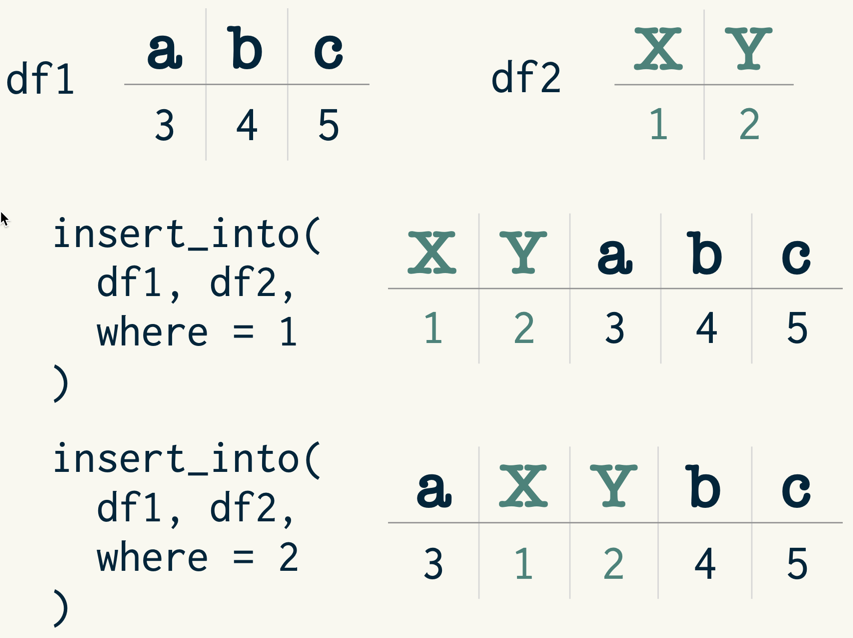 df1
a b c
3 4 5
df2
X Y
1 2
insert_into(
  df1, df2,
  where = 1
)
X Y a b c
1 2 3 4 5
insert_into(
  df1, df2,
  where = 2
)
a X Y b c
3 1 2 4 5